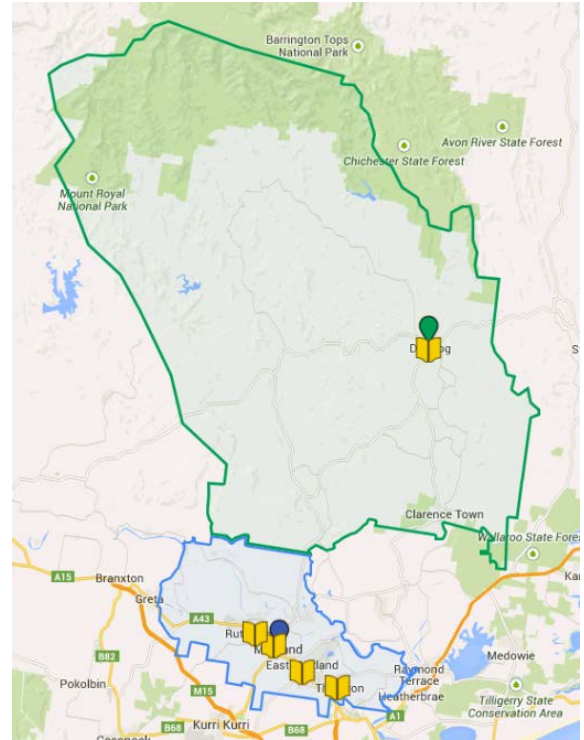 Barrington Tops
National Park
Avon River State Forest
Chichester State Forest
Mount Royal
National Park
Clarence Town
Wallaroo State Fores
A15
Branxton
Greta
A43
B82
Pokolbin
M15
Raymond
Terrace
Heatherbrae
Medowie
Tilligerry State
Conservation Area
A1
Kurri Kurri
B68
B68